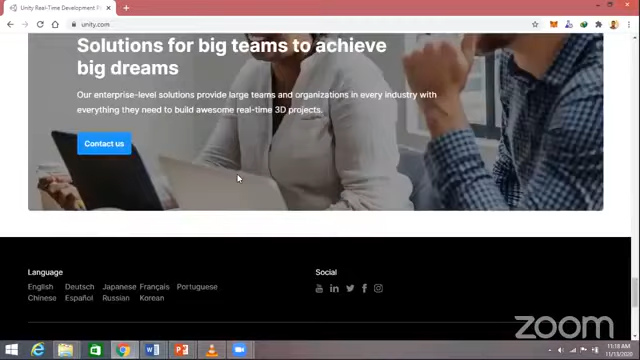 Unity Real-Time Development P
unity.com
Solutions for big teams to achieve
big dreams
Our enterprise-level solutions provide large teams and organizations in every industry with
everything they need to build awesome real-time 3D projects.
Contact us
Language
English Deutsch Japanese Français Portuguese
Chinese Español Russian Korean
Social
zoom
11:18 AM
11/13/2020